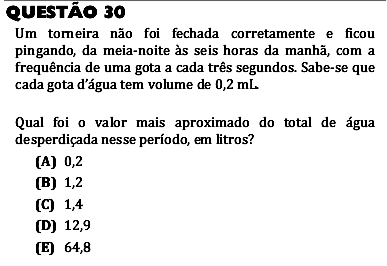 QUESTÃO 30
Um torneira não foi fechada corretamente e ficou
pingando, da meia-noite às seis horas da manhã, com a
frequência de uma gota a cada três segundos. Sabe-se que
cada gota d'água tem volume de 0,2 mL.
Qual foi o valor mais aproximado do total de água
desperdiçada nesse período, em litros?
(A) 0,2
(B) 1,2
(C) 1,4
(D) 12,9
(E) 64,8